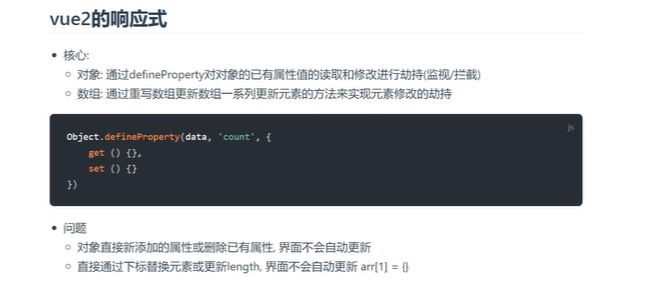 vue2的响应式
核心:
对象: 通过defineProperty对对象的已有属性值的读取和修改进行劫持(监视/拦截)
数组: 通过重写数组更新数组一系列更新元素的方法来实现元素修改的劫持
js
Object.defineProperty(data, 'count', {
    get () {},
    set () {}
})
问题
对象直接新添加的属性或删除已有属性, 界面不会自动更新
直接通过下标替换元素或更新length, 界面不会自动更新 arr[1] = {}